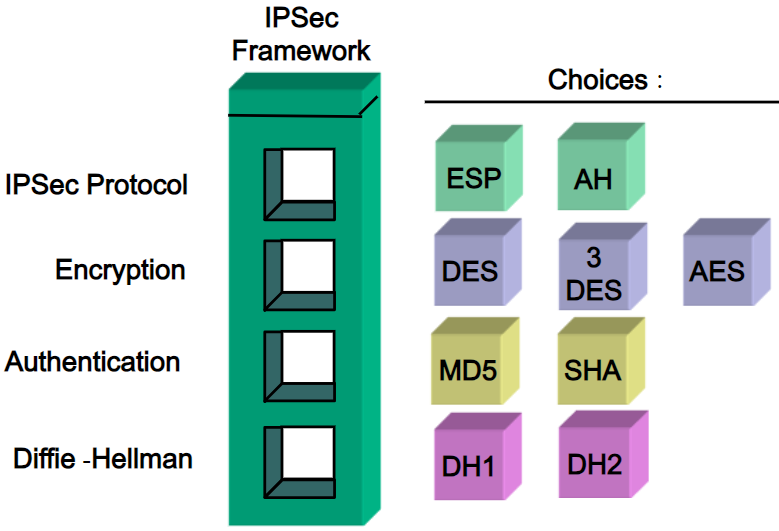 IPSec
Framework
Choices :
IPSec Protocol
ESP
AH
Encryption
DES
3
DES
AES
Authentication
MD5
SHA
Diffie -Hellman
DH1
DH2